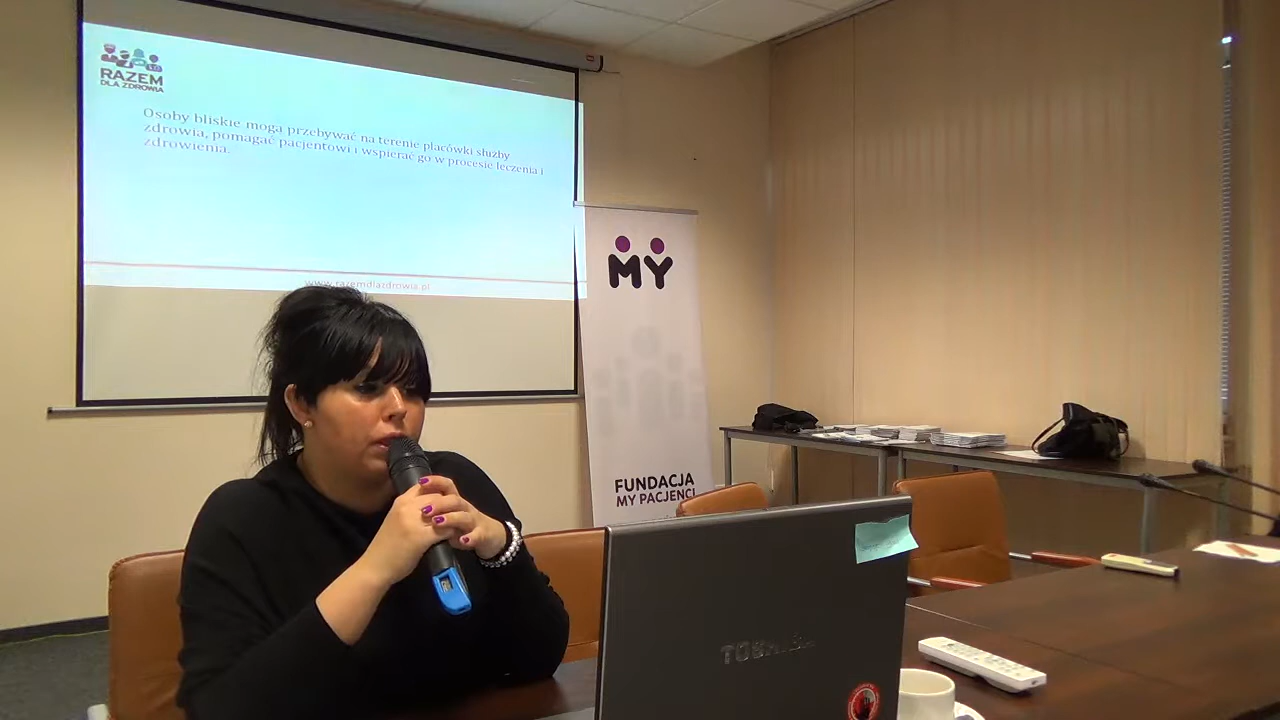 RAZEM
DLA ZDROWIA
Osoby bliskie mogą przebywać na terenie placówki służby
zdrowia, pomagać pacjentowi i wspierać go w procesie leczenia i
zdrowienia.
www.razemdlazdrowia.pl
MY
FUNDACJA
MY PACJENCI
TOSHIBA